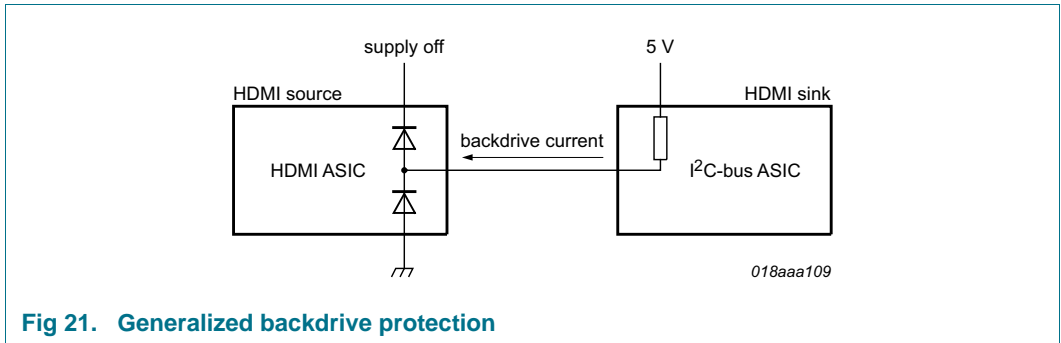 supply off
5 V
HDMI source
HDMI sink
backdrive current
HDMI ASIC
I²C-bus ASIC
018aaa109
Fig 21. Generalized backdrive protection